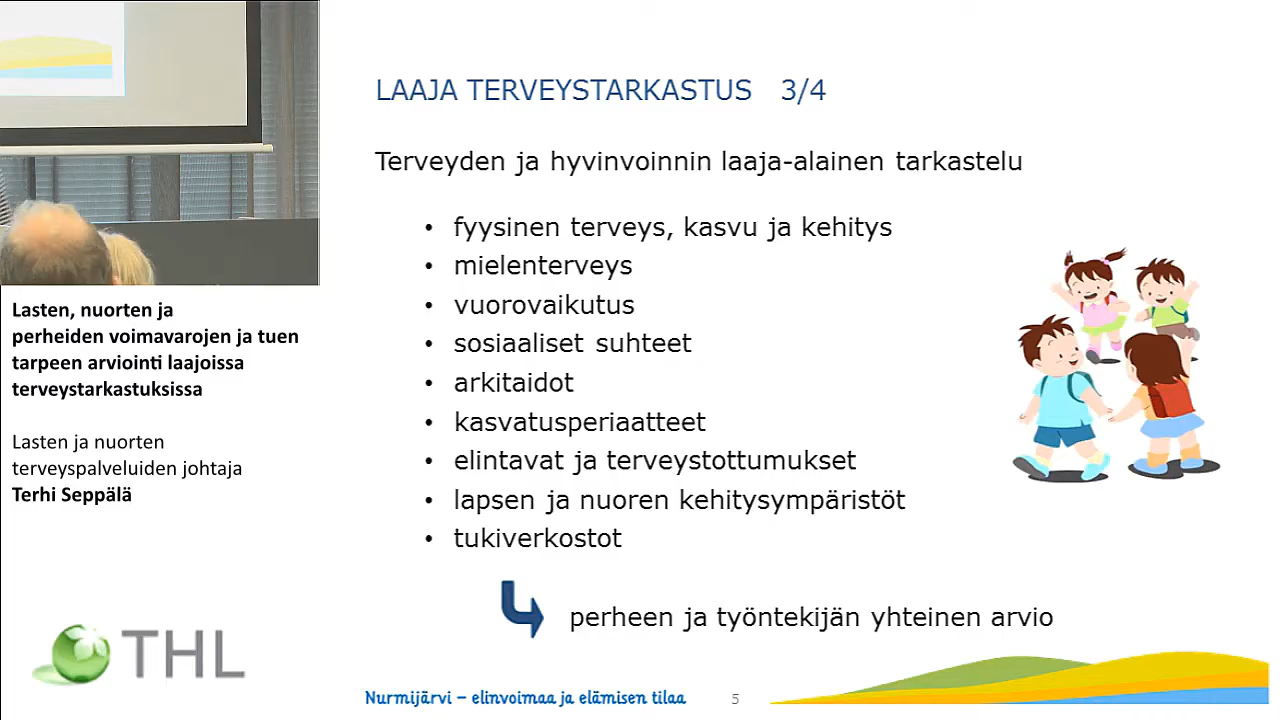 LAAJA TERVEYSTARKASTUS 3/4
Terveyden ja hyvinvoinnin laaja-alainen tarkastelu
• fyysinen terveys, kasvu ja kehitys
• mielenterveys
• vuorovaikutus
• sosiaaliset suhteet
• arkitaidot
• kasvatusperiaatteet
• elintavat ja terveystottumukset
• lapsen ja nuoren kehitysympäristöt
• tukiverkostot
perheen ja työntekijän yhteinen arvio
Nurmijärvi – elinvoimaa ja elämisen tilaa
5
Lasten, nuorten ja
perheiden voimavarojen ja tuen
tarpeen arviointi laajoissa
terveystarkastuksissa
Lasten ja nuorten
terveyspalveluiden johtaja
Terhi Seppälä
THL